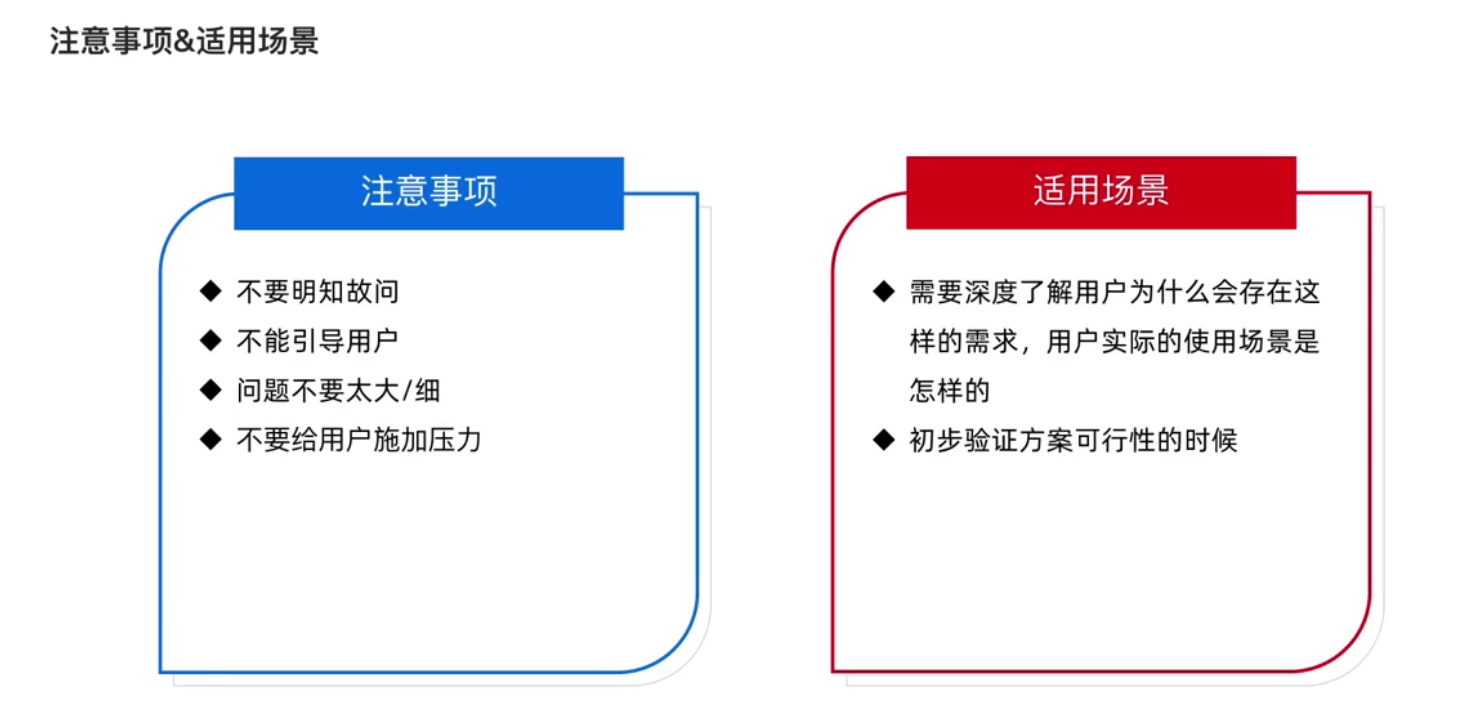 注意事项&适用场景
注意事项
◆ 不要明知故问
◆ 不能引导用户
◆ 问题不要太大/细
◆ 不要给用户施加压力
适用场景
◆ 需要深度了解用户为什么会存在这
样的需求，用户实际的使用场景是
怎样的
◆ 初步验证方案可行性的时候